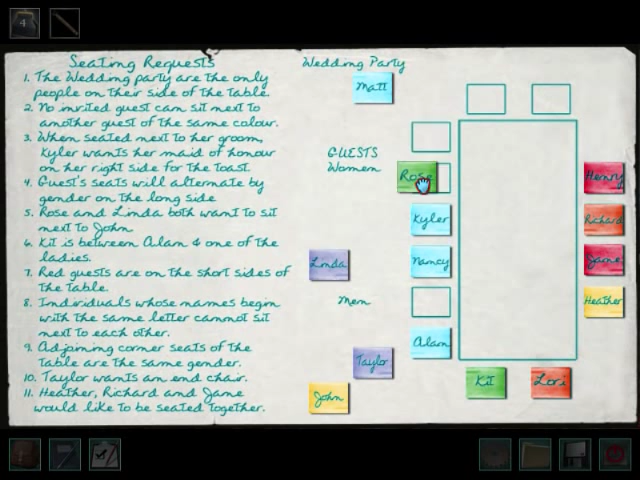 4
Seating Requests
1. The Wedding party are the only
people on their side of the table.
2. No invited guest can sit next to
another guest of the same colour.
3. When seated next to her groom,
Kyler wants her maid of honour
on her right side for the toast.
4. Guest's seats will alternate by
gender on the long side
5. Rose and Linda both want to sit
next to John
6. Kit is between Alan & one of the
ladies.
7. Red guests are on the short sides of
the table
8. Individuals whose names begin
with the same letter cannot sit
next to each other.
9. Adjoining corner seats of the
table are the same gender.
10. Taylor wants an end chair.
11. Heather, Richard and Jane
would like to be seated together.
Wedding Party
Matt
GUESTS
Women
Rose
Kyler
Nancy
Linda
Men
Alan
Taylor
John
Kit
Lori
Henry
Richard
Jane
Heather